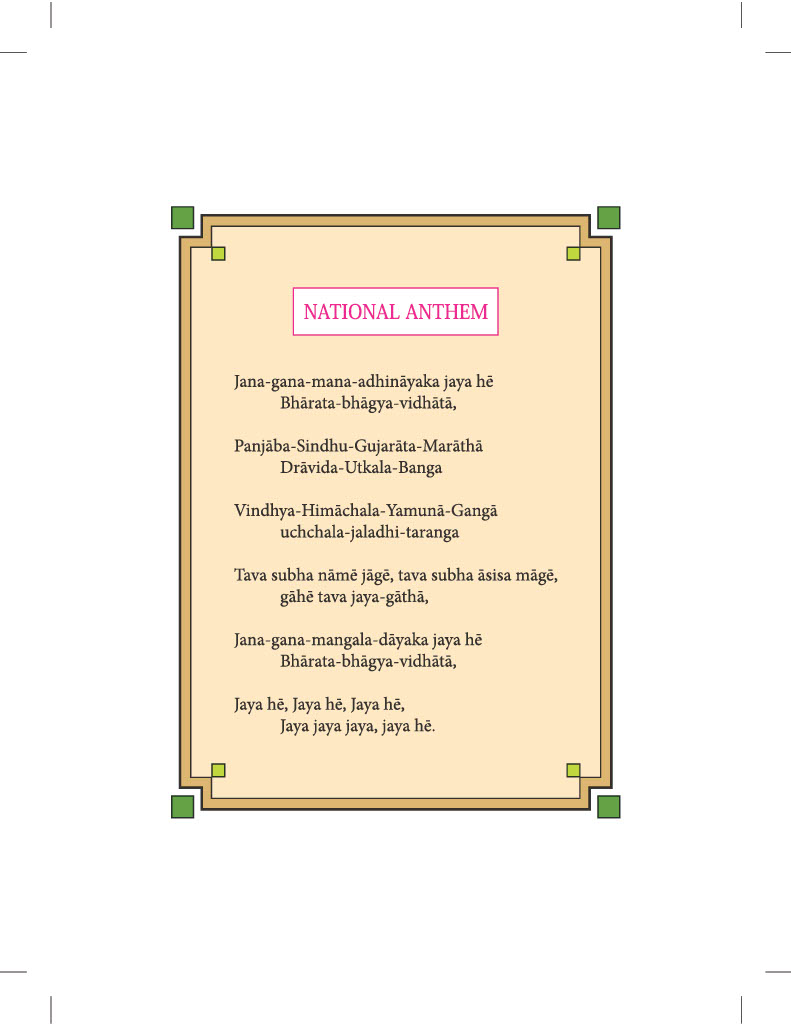 NATIONAL ANTHEM
Jana-gana-mana-adhināyaka jaya hē
Bhārata-bhāgya-vidhātā,
Panjāba-Sindhu-Gujarāta-Marāthā
Drāvida-Utkala-Banga
Vindhya-Himāchala-Yamunā-Gangā
uchchala-jaladhi-taranga
Tava subha nāmē jāgē, tava subha āsisa māgē,
gāhē tava jaya-gāthā,
Jana-gana-mangala-dāyaka jaya hē
Bhārata-bhāgya-vidhātā,
Jaya hē, Jaya hē, Jaya hē,
Jaya jaya jaya, jaya hē.